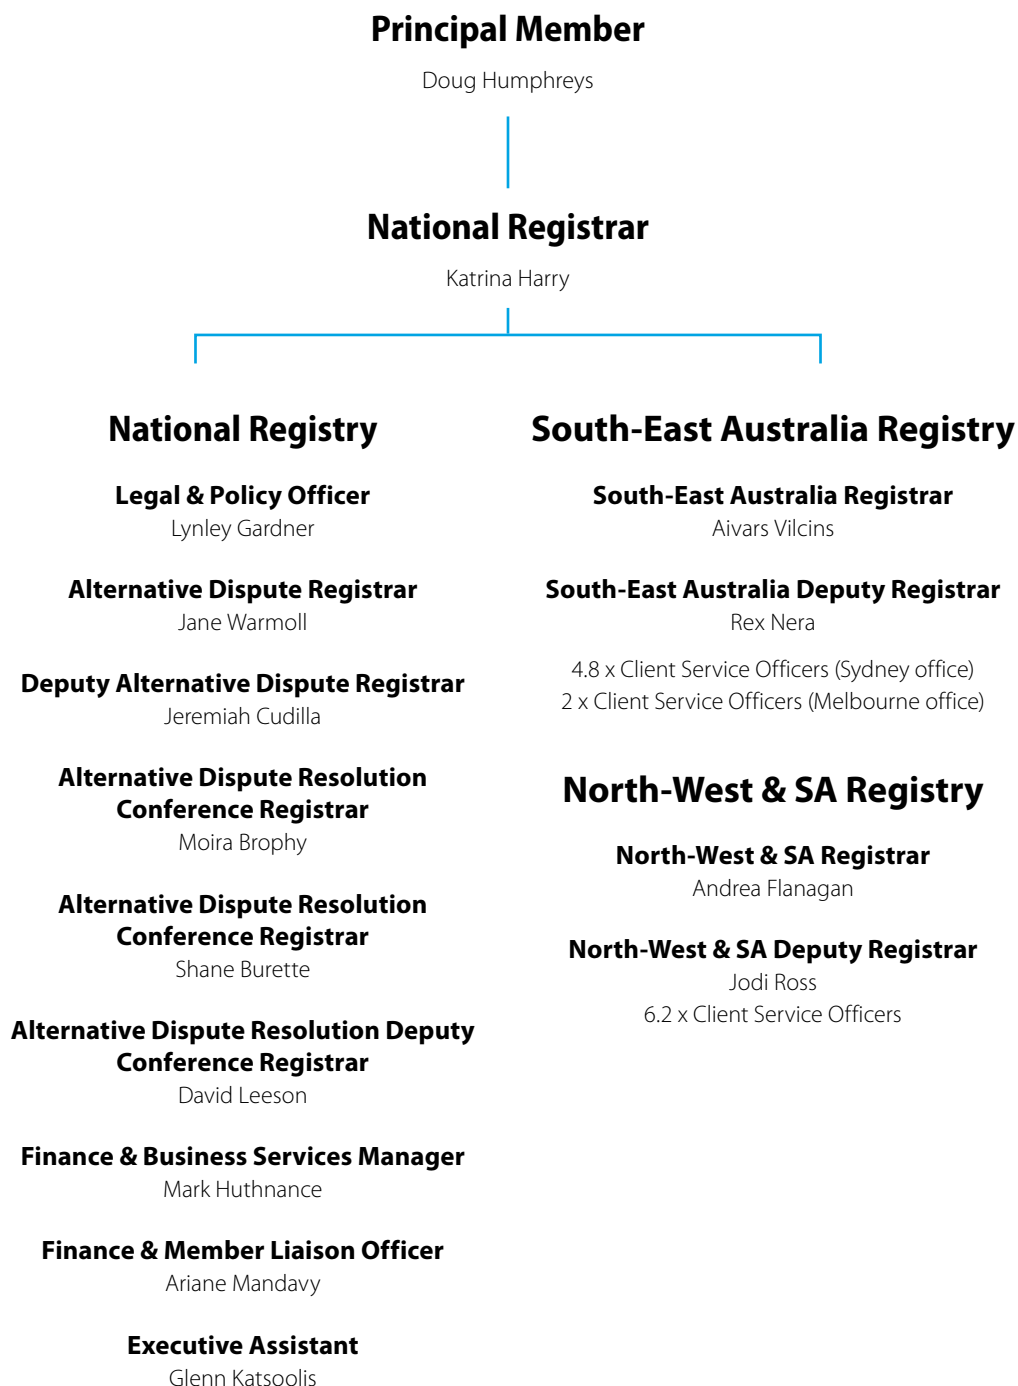 Principal Member
Doug Humphreys
National Registrar
Katrina Harry
National Registry
Legal & Policy Officer
Lynley Gardner
Alternative Dispute Registrar
Jane Warmoll
Deputy Alternative Dispute Registrar
Jeremiah Cudilla
Alternative Dispute Resolution
Conference Registrar
Moira Brophy
Alternative Dispute Resolution
Conference Registrar
Shane Burette
Alternative Dispute Resolution Deputy
Conference Registrar
David Leeson
Finance & Business Services Manager
Mark Huthnance
Finance & Member Liaison Officer
Ariane Mandavy
Executive Assistant
Glenn Katsoolis
South-East Australia Registry
South-East Australia Registrar
Aivars Vilcins
South-East Australia Deputy Registrar
Rex Nera
4.8 x Client Service Officers (Sydney office)
2 x Client Service Officers (Melbourne office)
North-West & SA Registry
North-West & SA Registrar
Andrea Flanagan
North-West & SA Deputy Registrar
Jodi Ross
6.2 x Client Service Officers